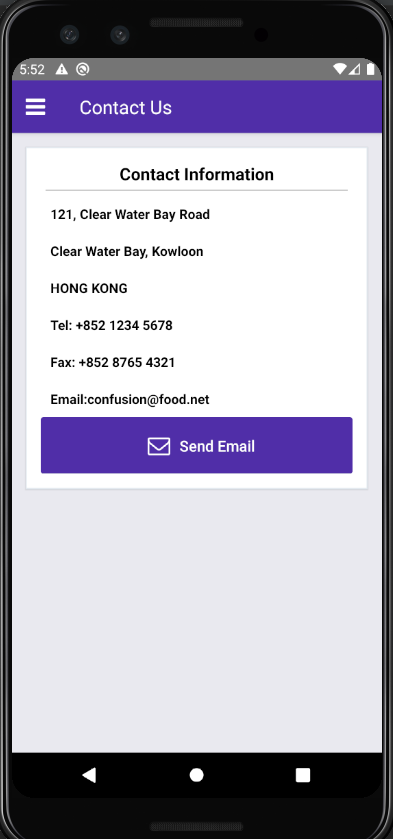 5:52
Contact Us
Contact Information
121, Clear Water Bay Road
Clear Water Bay, Kowloon
HONG KONG
Tel: +852 1234 5678
Fax: +852 8765 4321
Email:confusion@food.net
Send Email